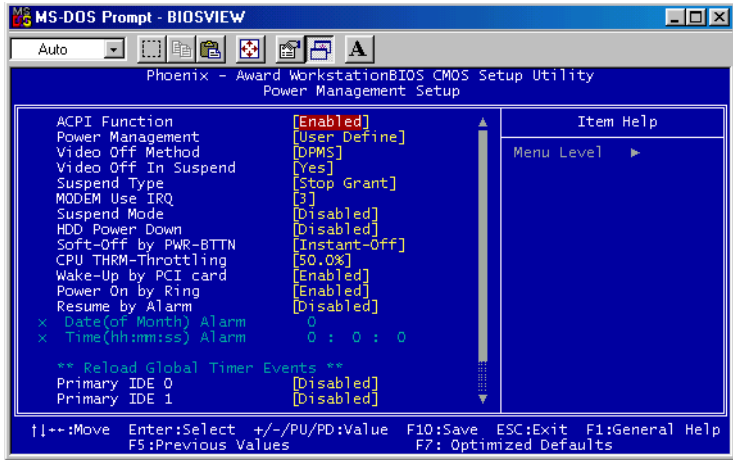 MS-DOS Prompt - BIOSVIEW
Auto
A
Phoenix - Award WorkstationBIOS CMOS Setup Utility
Power Management Setup
ACPI Function [Enabled]
Power Management [User Define]
Video Off Method [DPMS]
Video Off In Suspend [Yes]
Suspend Type [Stop Grant]
MODEM Use IRQ [3]
Suspend Mode [Disabled]
HDD Power Down [Disabled]
Soft-Off by PWR-BTTN [Instant-Off]
CPU THRM-Throttling [50.0%]
Wake-Up by PCI card [Enabled]
Power On by Ring [Enabled]
Resume by Alarm [Disabled]
x Date(of Month) Alarm 0
x Time(hh:mm:ss) Alarm 0 : 0 : 0
** Reload Global Timer Events **
Primary IDE 0 [Disabled]
Primary IDE 1 [Disabled]
Item Help
Menu Level ►
↑↓→←:Move Enter:Select +/-/PU/PD:Value F10:Save ESC:Exit F1:General Help
F5:Previous Values F7: Optimized Defaults